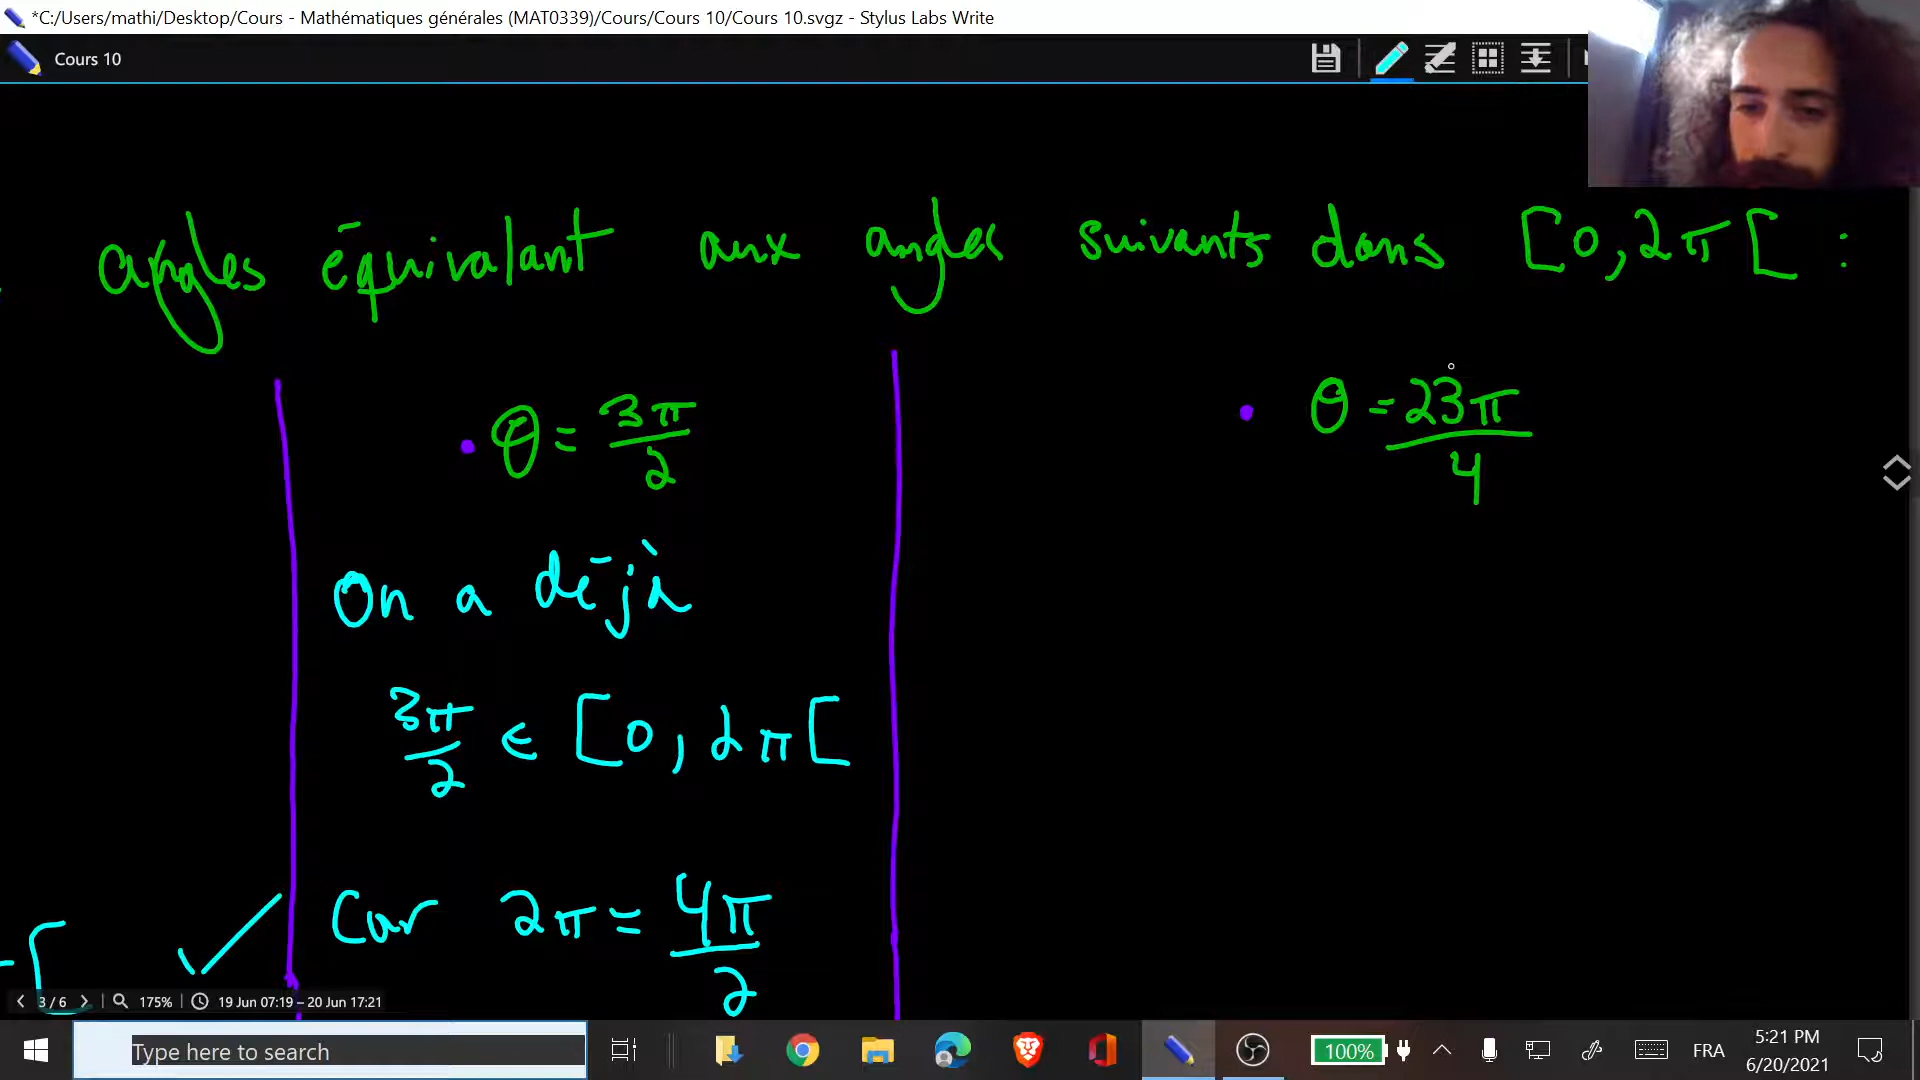 *C:/Users/mathi/Desktop/Cours - Mathématiques générales (MAT0339)/Cours/Cours 10/Cours 10.svgz - Stylus Labs Write
Cours 10
angles équivalant aux angles suivants dans [0, 2π[ :
• θ = 3π/2
On a déjà
3π/2 ∈ [0, 2π[
Car 2π = 4π/2
• θ = 23π/4
3 / 6
175%
19 Jun 07:19 – 20 Jun 17:21
Type here to search
100%
FRA
5:21 PM
6/20/2021